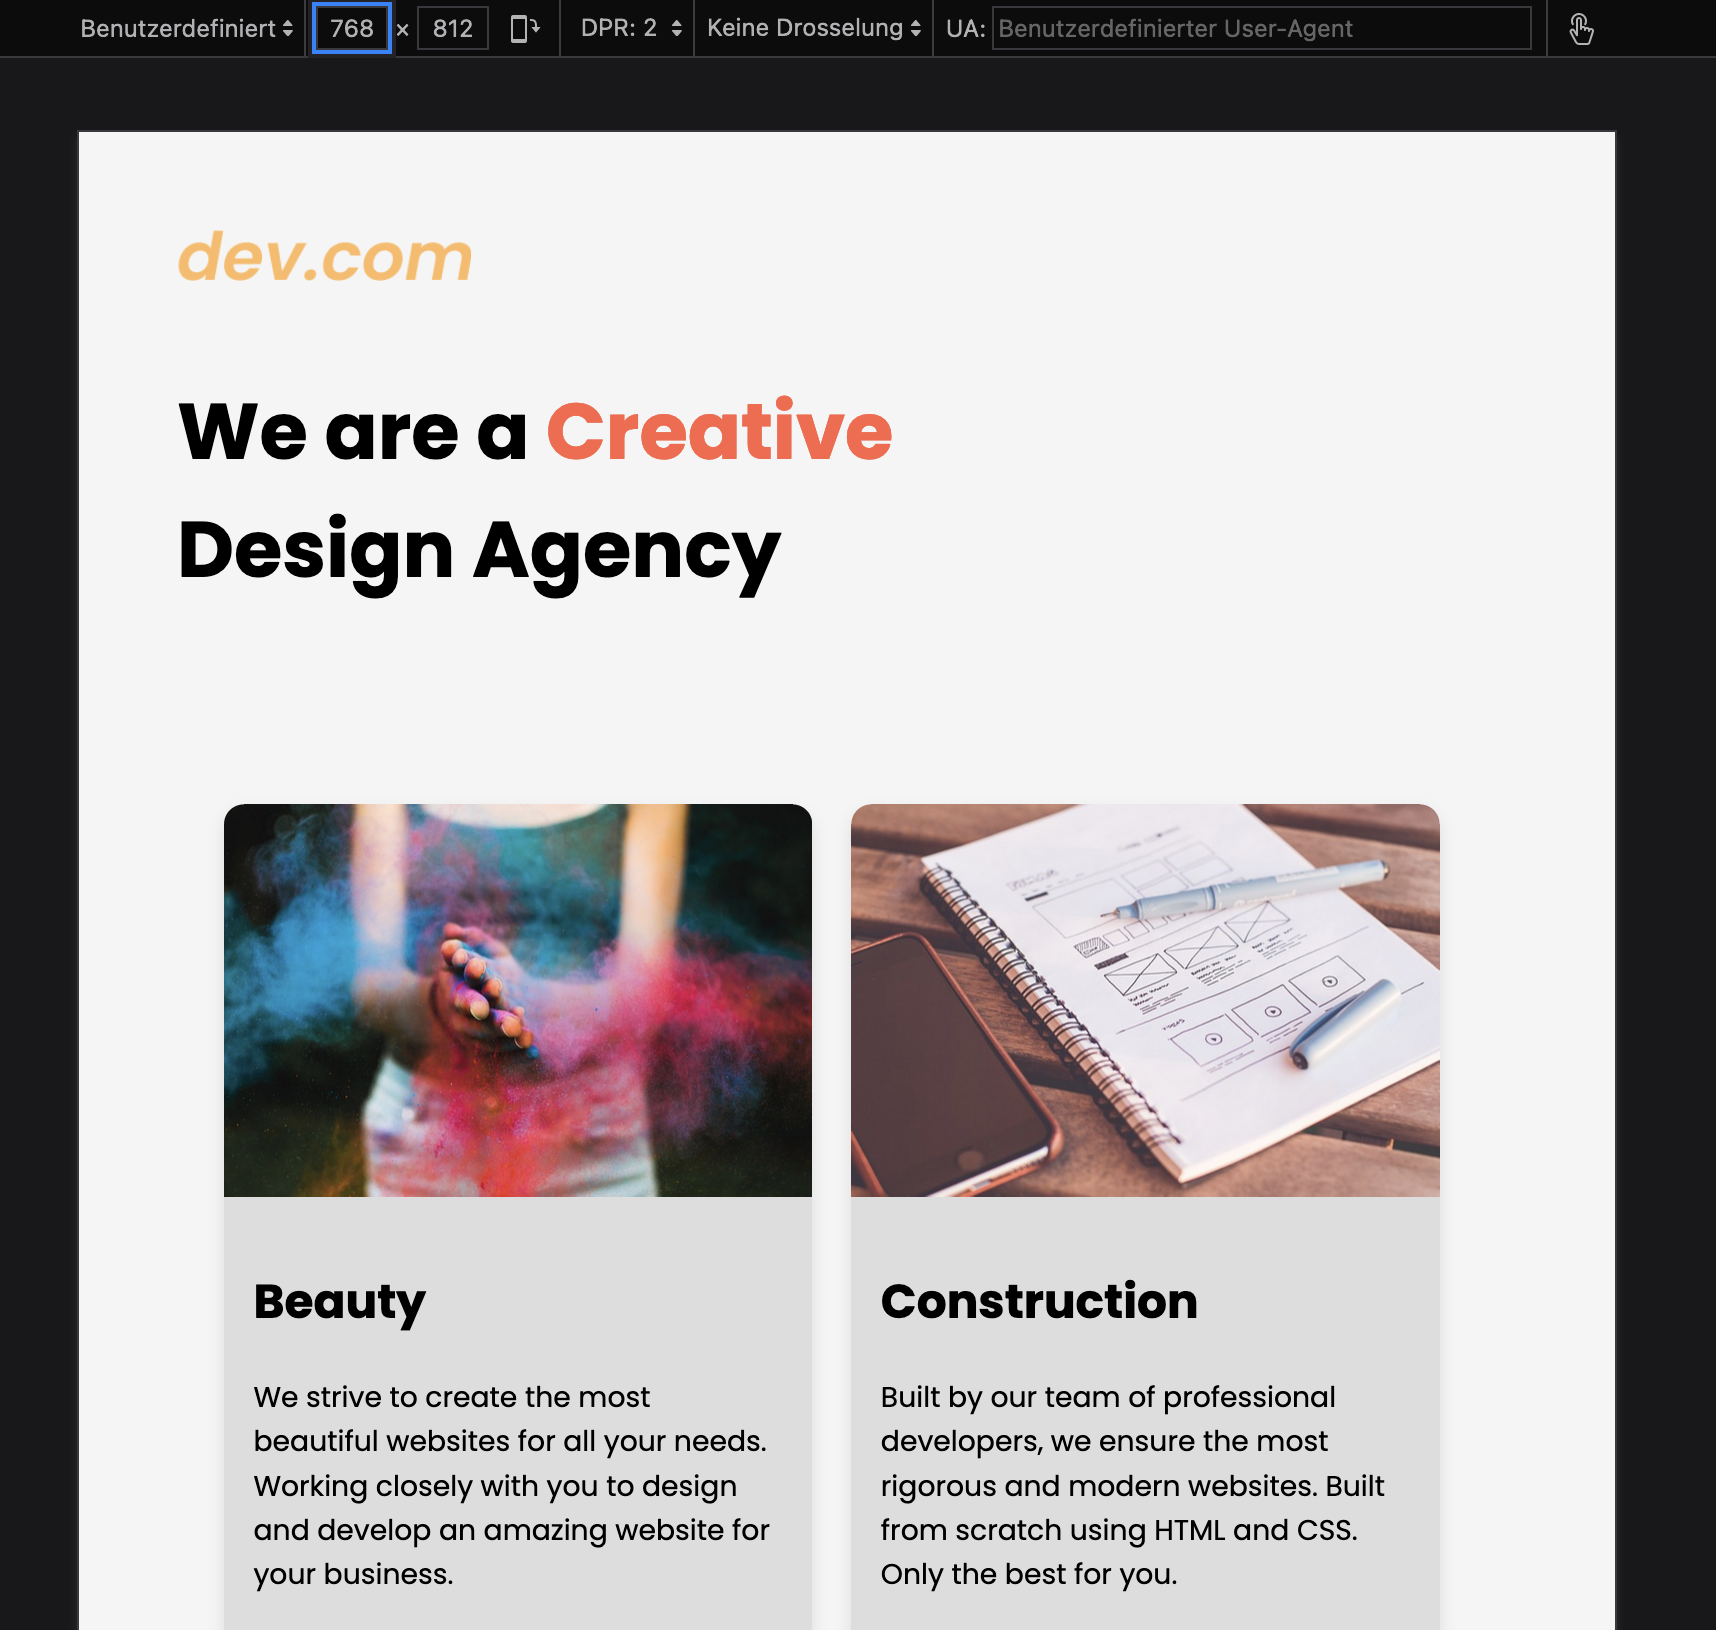 Benutzerdefiniert 768 × 812 DPR: 2 Keine Drosselung UA: Benutzerdefinierter User-Agent
dev.com
We are a Creative
Design Agency
Beauty
We strive to create the most
beautiful websites for all your needs.
Working closely with you to design
and develop an amazing website for
your business.
Construction
Built by our team of professional
developers, we ensure the most
rigorous and modern websites. Built
from scratch using HTML and CSS.
Only the best for you.